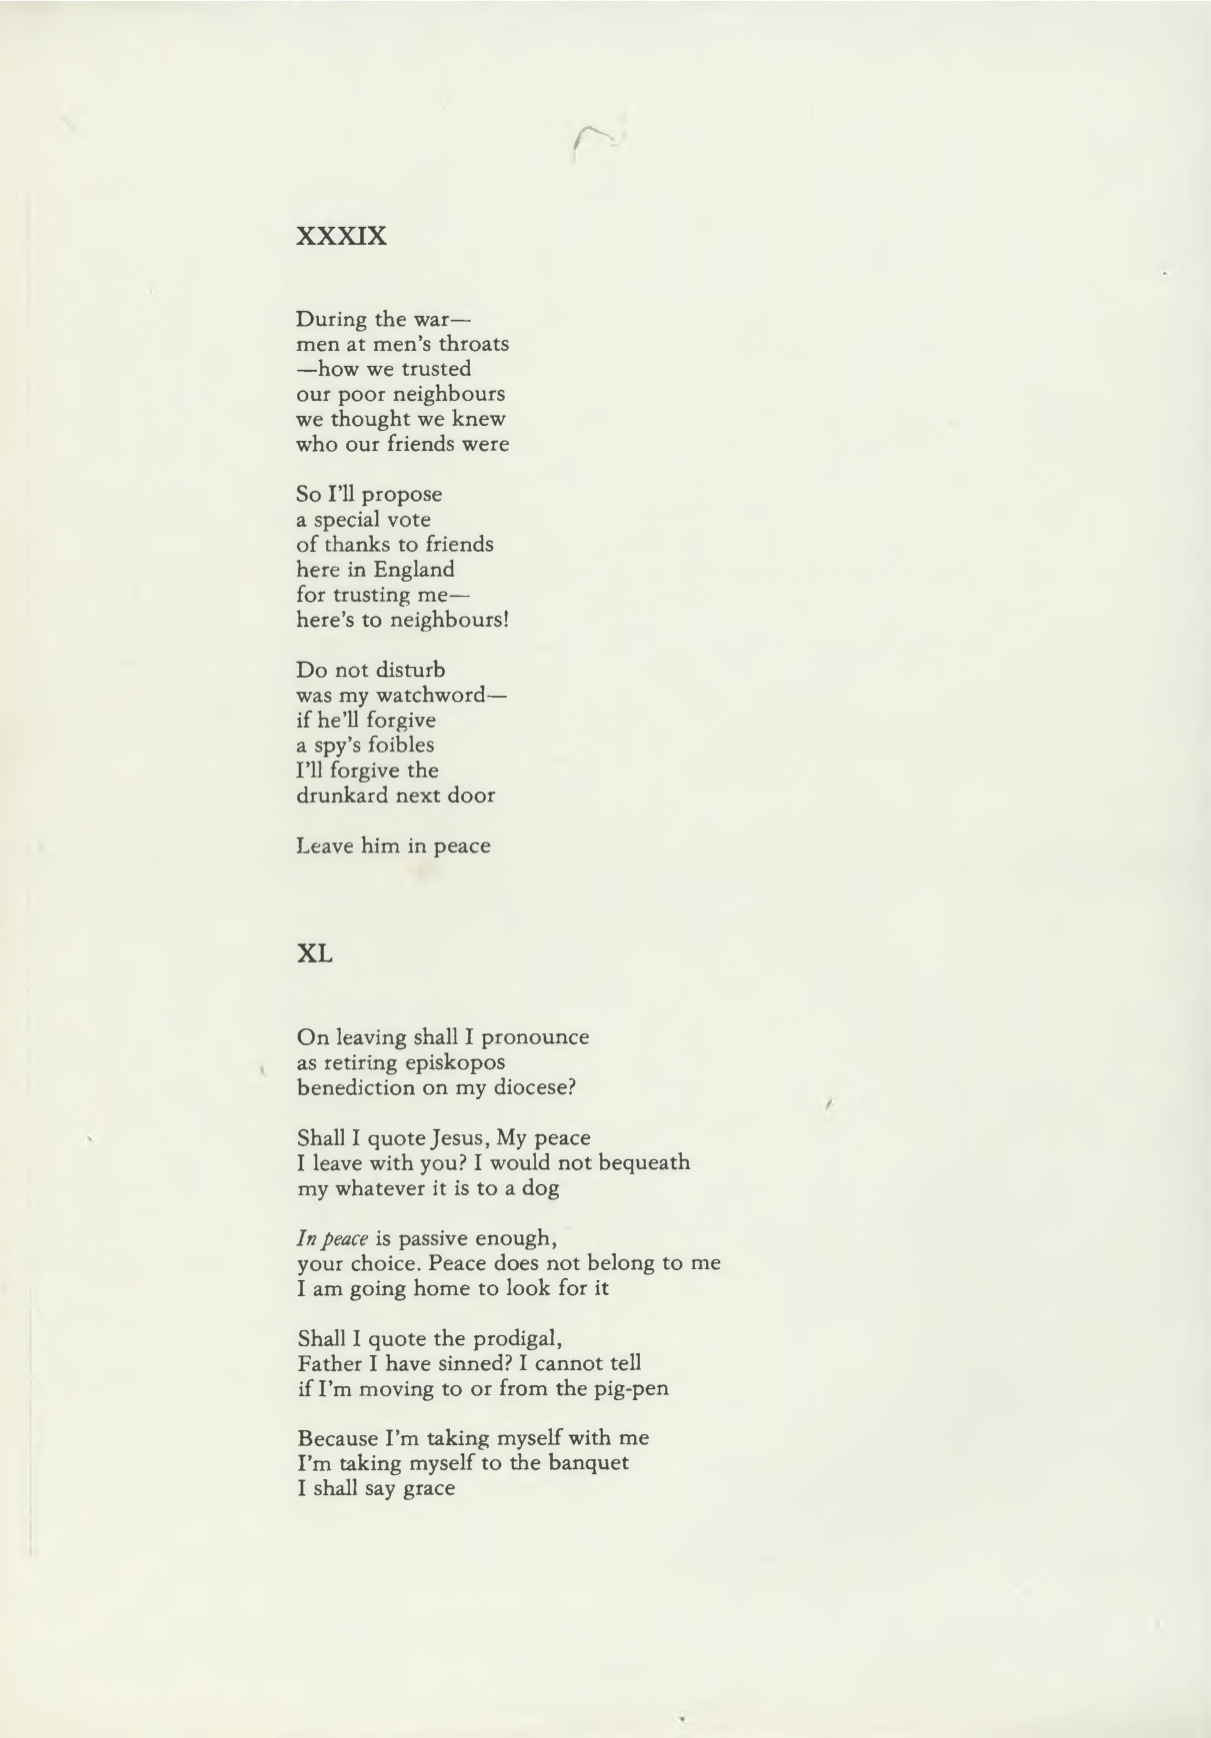 XXXIX
During the war—
men at men's throats
—how we trusted
our poor neighbours
we thought we knew
who our friends were
So I'll propose
a special vote
of thanks to friends
here in England
for trusting me—
here's to neighbours!
Do not disturb
was my watchword—
if he'll forgive
a spy's foibles
I'll forgive the
drunkard next door
Leave him in peace
XL
On leaving shall I pronounce
as retiring episkopos
benediction on my diocese?
Shall I quote Jesus, My peace
I leave with you? I would not bequeath
my whatever it is to a dog
In peace is passive enough,
your choice. Peace does not belong to me
I am going home to look for it
Shall I quote the prodigal,
Father I have sinned? I cannot tell
if I'm moving to or from the pig-pen
Because I'm taking myself with me
I'm taking myself to the banquet
I shall say grace